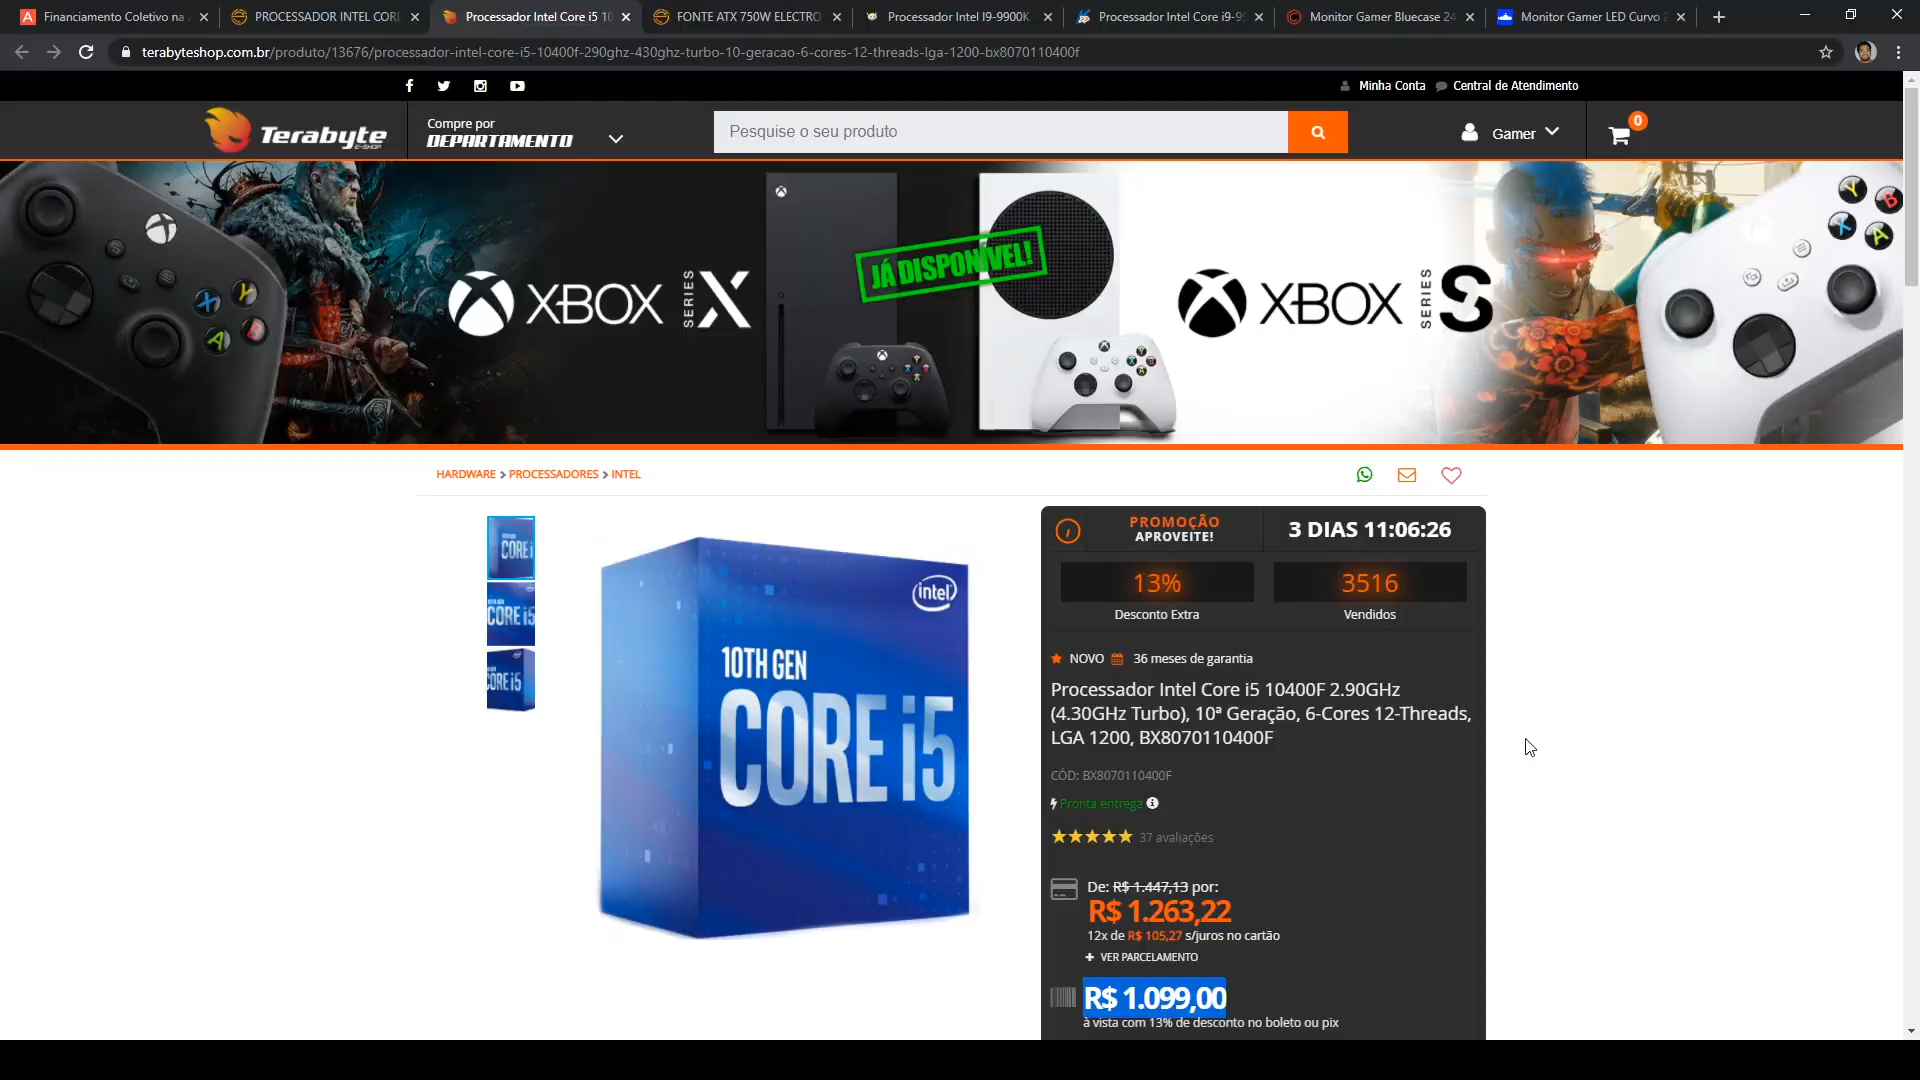 Financiamento Coletivo na
PROCESSADOR INTEL CORE
Processador Intel Core i5 10
FONTE ATX 750W ELECTRO
Processador Intel I9-9900K
Processador Intel Core i9-99
Monitor Gamer Bluecase 24
Monitor Gamer LED Curvo
terabyteshop.com.br/produto/13676/processador-intel-core-i5-10400f-290ghz-430ghz-turbo-10-geracao-6-cores-12-threads-lga-1200-bx8070110400f
Minha Conta
Central de Atendimento
Terabyte
E-SHOP
Compre por
DEPARTAMENTO
Pesquise o seu produto
Gamer
0
XBOX SERIES X
JÁ DISPONÍVEL!
XBOX SERIES S
HARDWARE > PROCESSADORES > INTEL
PROMOÇÃO
APROVEITE!
3 DIAS 11:06:26
13%
Desconto Extra
3516
Vendidos
NOVO 36 meses de garantia
intel
10TH GEN
CORE i5
Processador Intel Core i5 10400F 2.90GHz
(4.30GHz Turbo), 10ª Geração, 6-Cores 12-Threads,
LGA 1200, BX8070110400F
CÓD: BX8070110400F
Pronta entrega
37 avaliações
De: R$ 1.447,13 por:
R$ 1.263,22
12x de R$ 105,27 s/juros no cartão
+ VER PARCELAMENTO
R$ 1.099,00
à vista com 13% de desconto no boleto ou pix